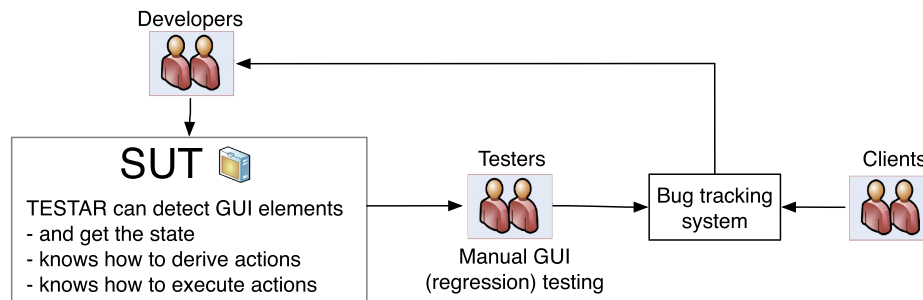 Developers
SUT
TESTAR can detect GUI elements
- and get the state
- knows how to derive actions
- knows how to execute actions
Testers
Manual GUI
(regression) testing
Bug tracking
system
Clients